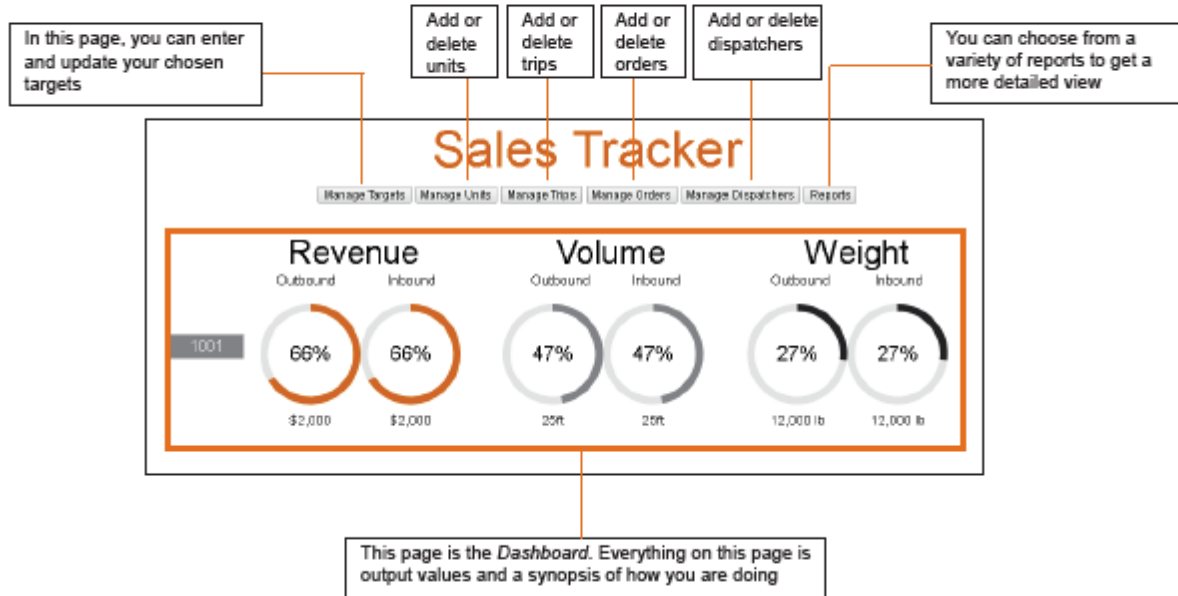 In this page, you can enter
and update your chosen
targets
Add or
delete
units
Add or
delete
trips
Add or
delete
orders
Add or delete
dispatchers
You can choose from a
variety of reports to get a
more detailed view
Sales Tracker
Manage Targets Manage Units Manage Trips Manage Orders Manage Dispatchers Reports
Revenue Volume Weight
Outbound Inbound Outbound Inbound Outbound Inbound
1001 66% 66% 47% 47% 27% 27%
$2,000 $2,000 25ft 25ft 12,000 lb 12,000 lb
This page is the Dashboard. Everything on this page is
output values and a synopsis of how you are doing